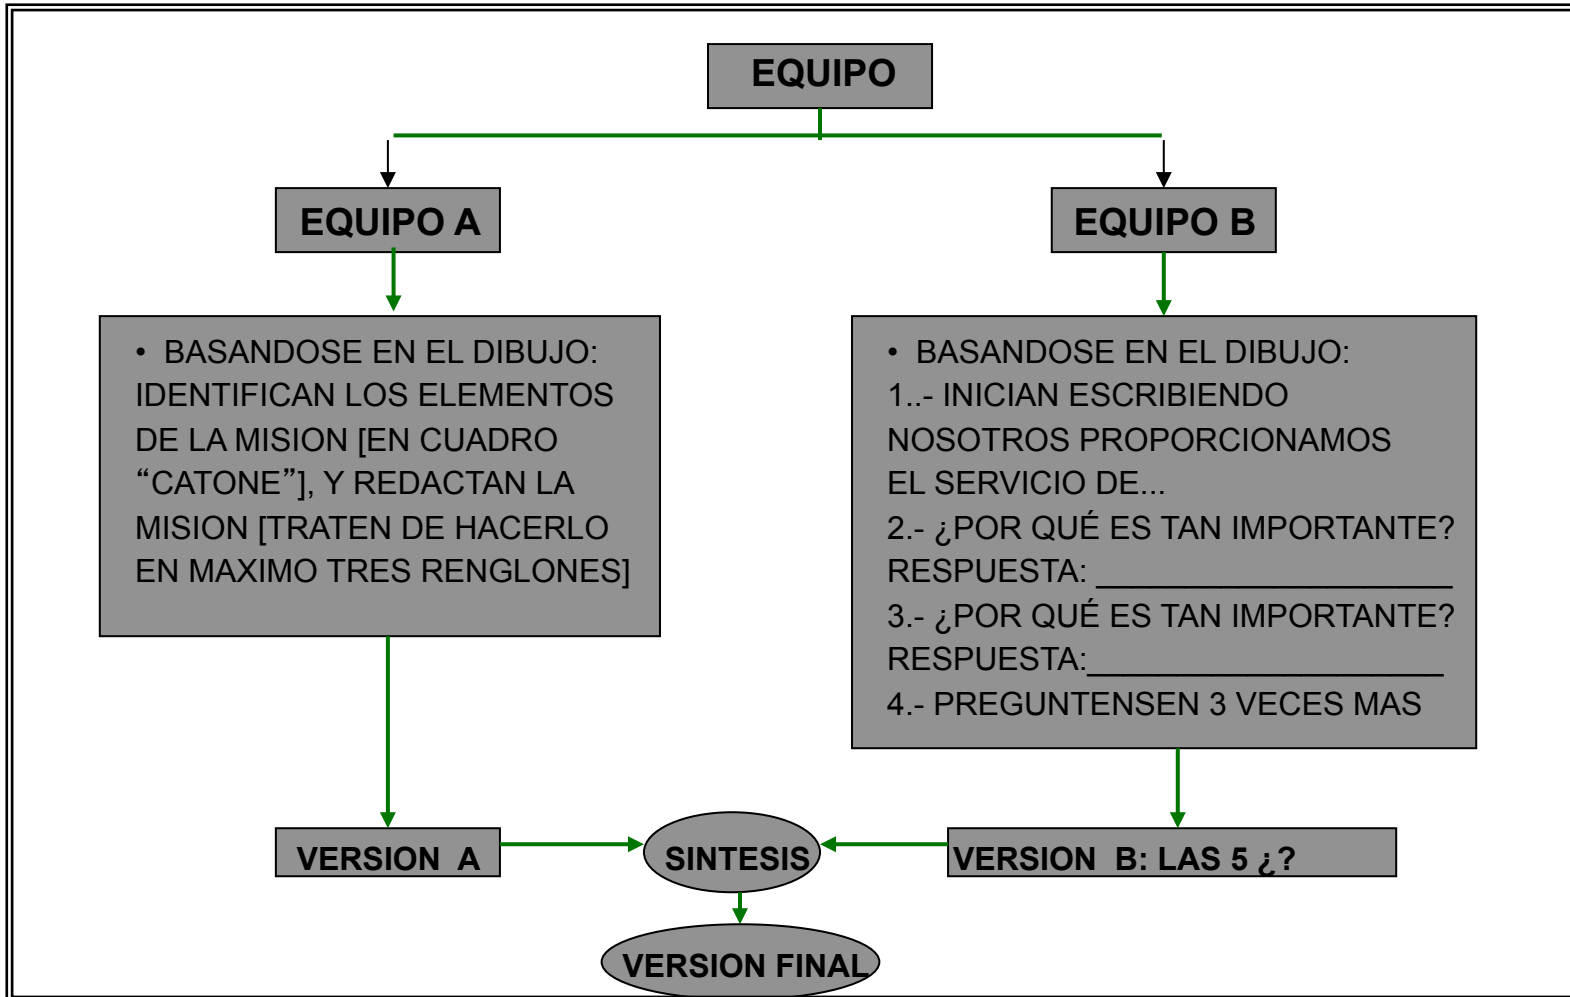 EQUIPO
EQUIPO A
EQUIPO B
• BASANDOSE EN EL DIBUJO:
IDENTIFICAN LOS ELEMENTOS
DE LA MISION [EN CUADRO
“CATONE”], Y REDACTAN LA
MISION [TRATEN DE HACERLO
EN MAXIMO TRES RENGLONES]
• BASANDOSE EN EL DIBUJO:
1..- INICIAN ESCRIBIENDO
NOSOTROS PROPORCIONAMOS
EL SERVICIO DE...
2.- ¿POR QUÉ ES TAN IMPORTANTE?
RESPUESTA: ____________________
3.- ¿POR QUÉ ES TAN IMPORTANTE?
RESPUESTA:____________________
4.- PREGUNTENSEN 3 VECES MAS
VERSION A
SINTESIS
VERSION B: LAS 5 ¿?
VERSION FINAL